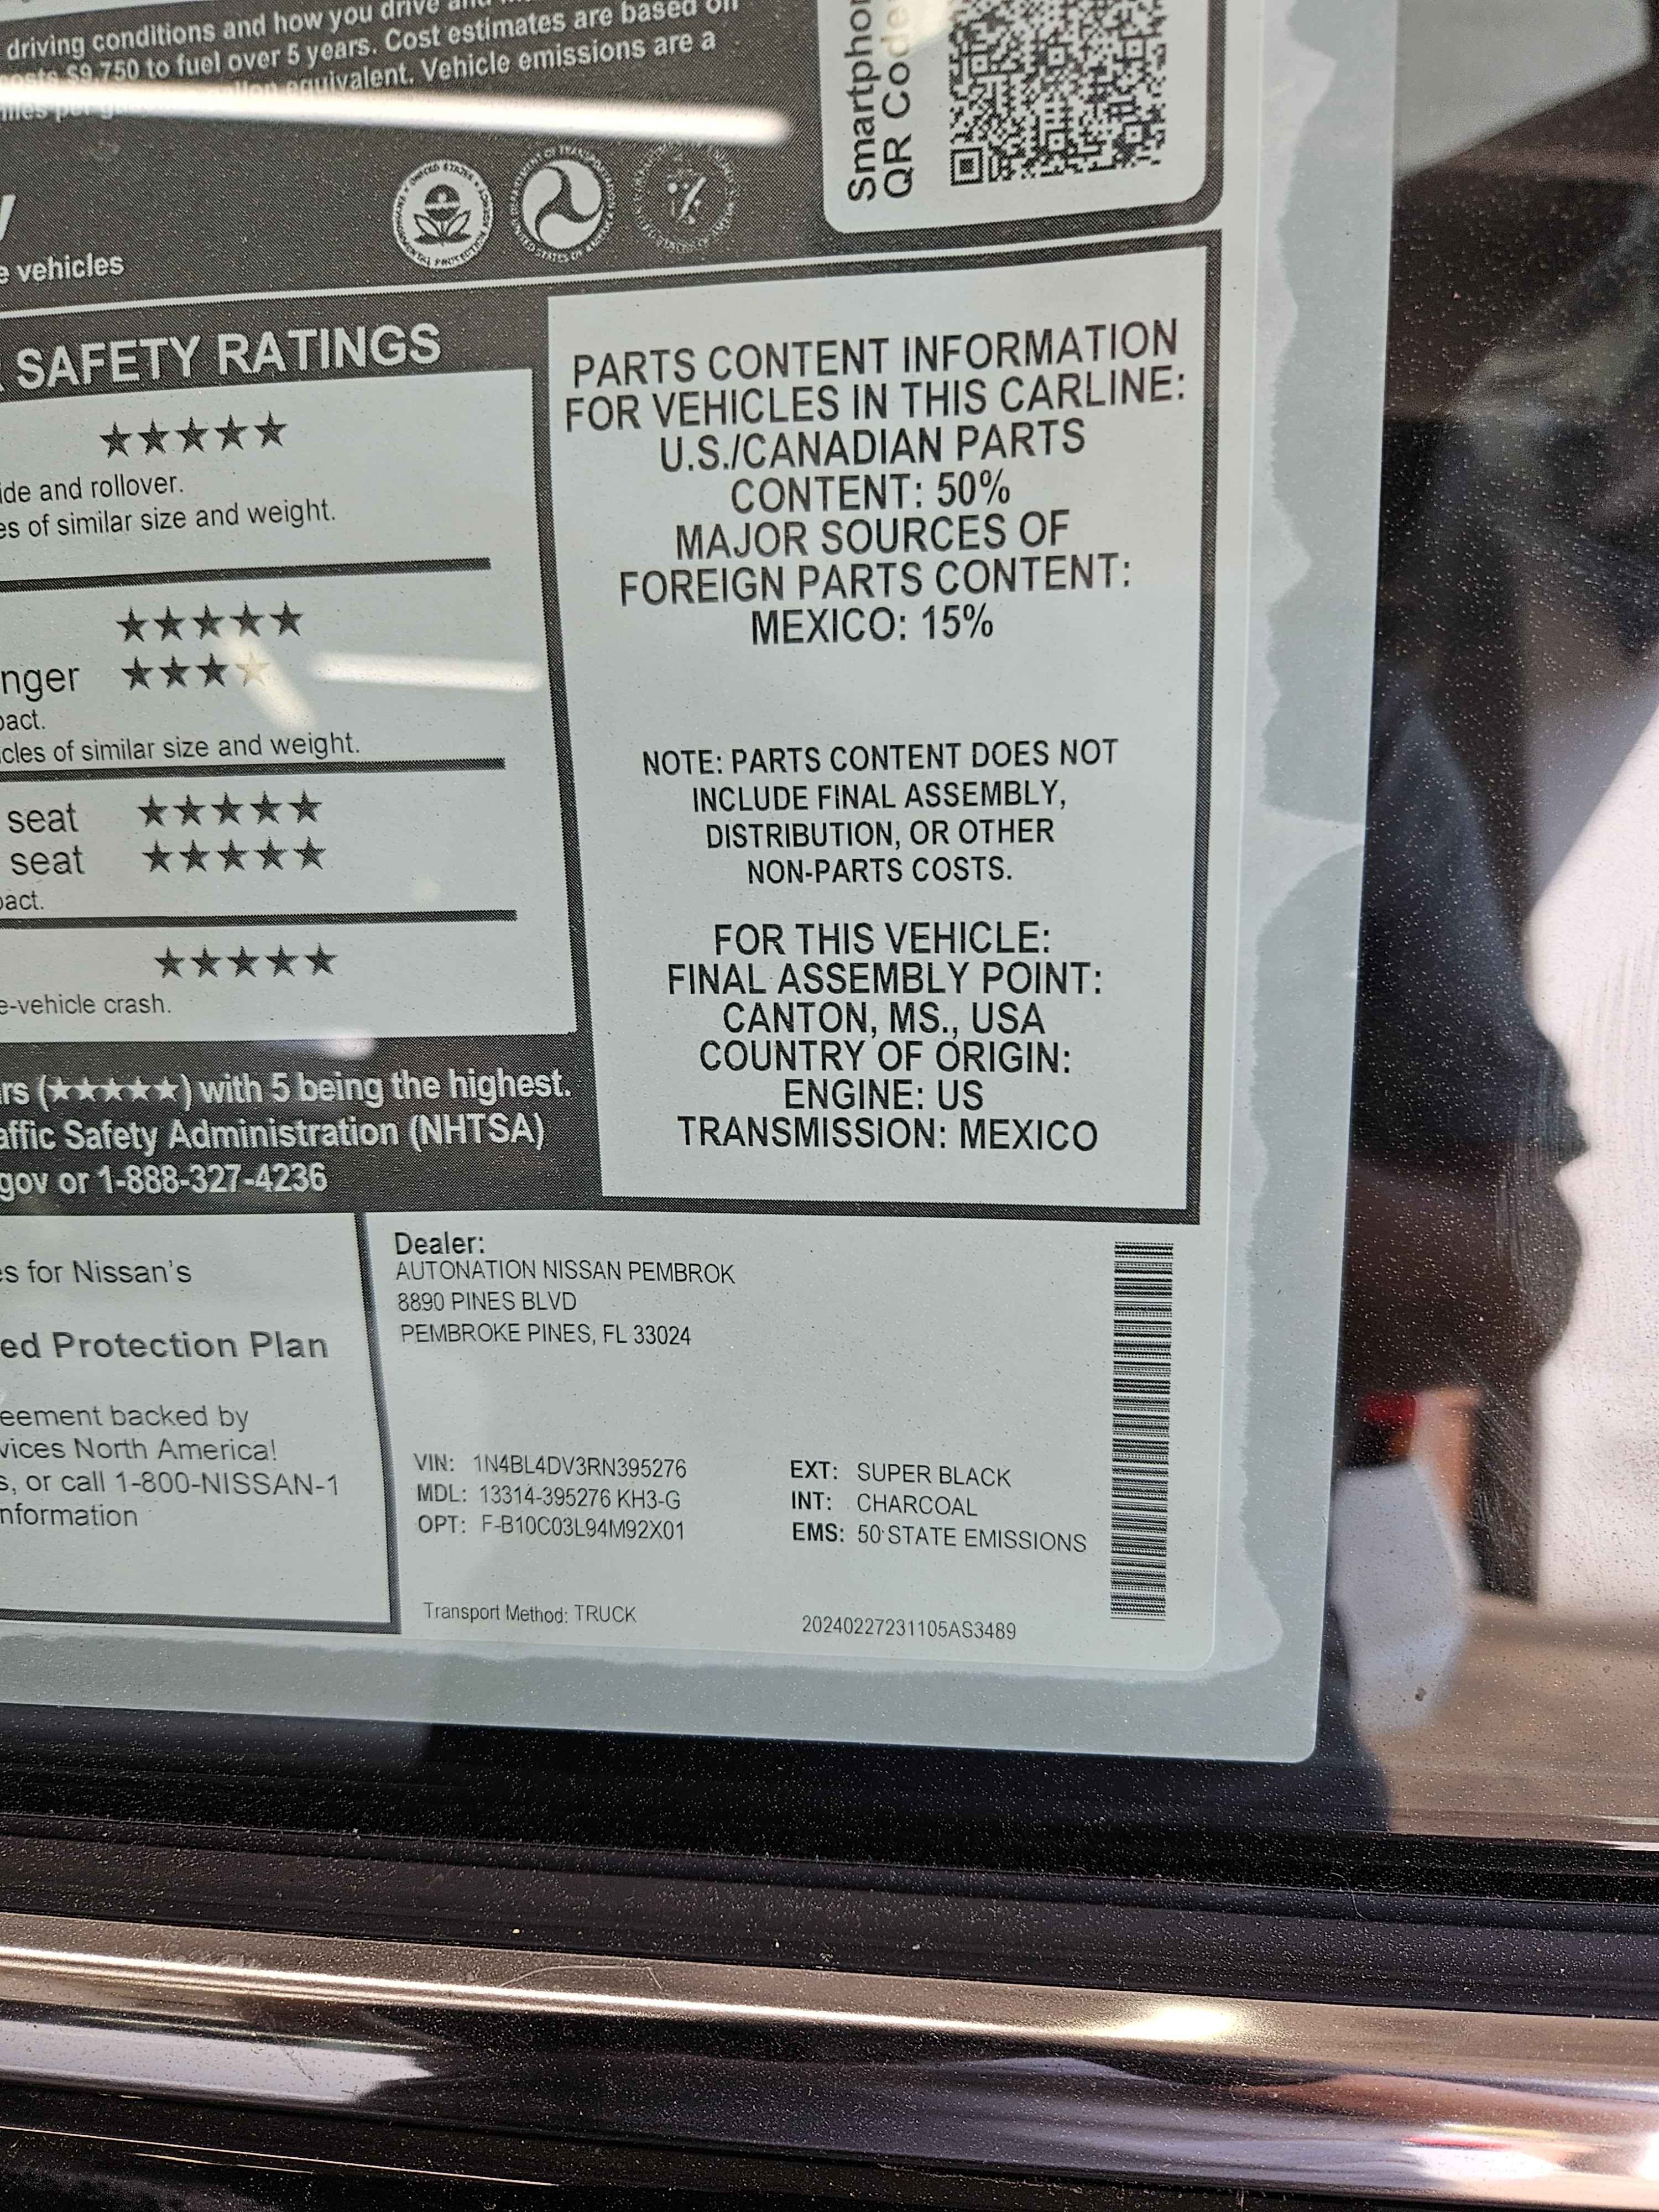 driving conditions and how you drive and
costs $9,750 to fuel over 5 years. Cost estimates are based on
miles per gallon equivalent. Vehicle emissions are a
Smartphone
QR Code
e vehicles
SAFETY RATINGS
★★★★★
ide and rollover.
es of similar size and weight.
★★★★★
nger ★★★★
pact.
cles of similar size and weight.
seat ★★★★★
seat ★★★★★
pact.
★★★★★
e-vehicle crash.
rs (★★★★★) with 5 being the highest.
affic Safety Administration (NHTSA)
gov or 1-888-327-4236
PARTS CONTENT INFORMATION
FOR VEHICLES IN THIS CARLINE:
U.S./CANADIAN PARTS
CONTENT: 50%
MAJOR SOURCES OF
FOREIGN PARTS CONTENT:
MEXICO: 15%
NOTE: PARTS CONTENT DOES NOT
INCLUDE FINAL ASSEMBLY,
DISTRIBUTION, OR OTHER
NON-PARTS COSTS.
FOR THIS VEHICLE:
FINAL ASSEMBLY POINT:
CANTON, MS., USA
COUNTRY OF ORIGIN:
ENGINE: US
TRANSMISSION: MEXICO
es for Nissan's
ed Protection Plan
eement backed by
vices North America!
s, or call 1-800-NISSAN-1
nformation
Dealer:
AUTONATION NISSAN PEMBROK
8890 PINES BLVD
PEMBROKE PINES, FL 33024
VIN: 1N4BL4DV3RN395276
MDL: 13314-395276 KH3-G
OPT: F-B10C03L94M92X01
EXT: SUPER BLACK
INT: CHARCOAL
EMS: 50 STATE EMISSIONS
Transport Method: TRUCK
20240227231105AS3489